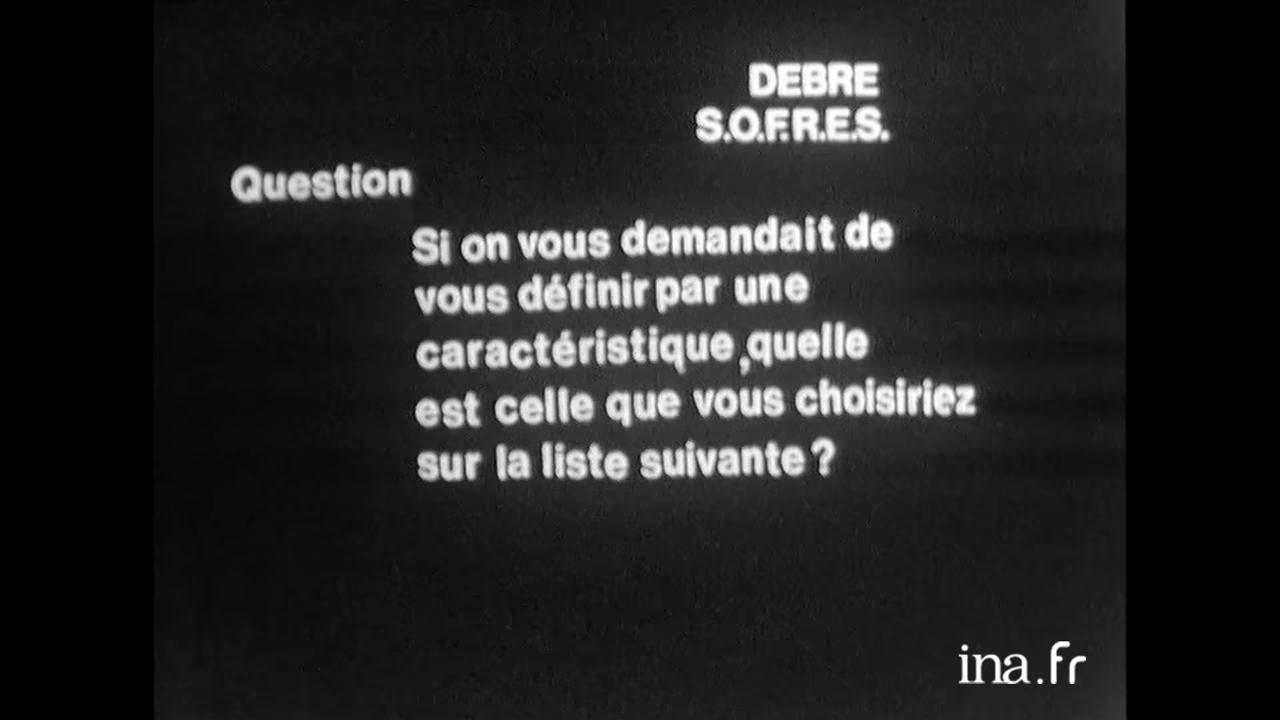 DEBRE
S.O.F.R.E.S.
Question
Si on vous demandait de
vous définir par une
caractéristique, quelle
est celle que vous choisiriez
sur la liste suivante ?
ina.fr